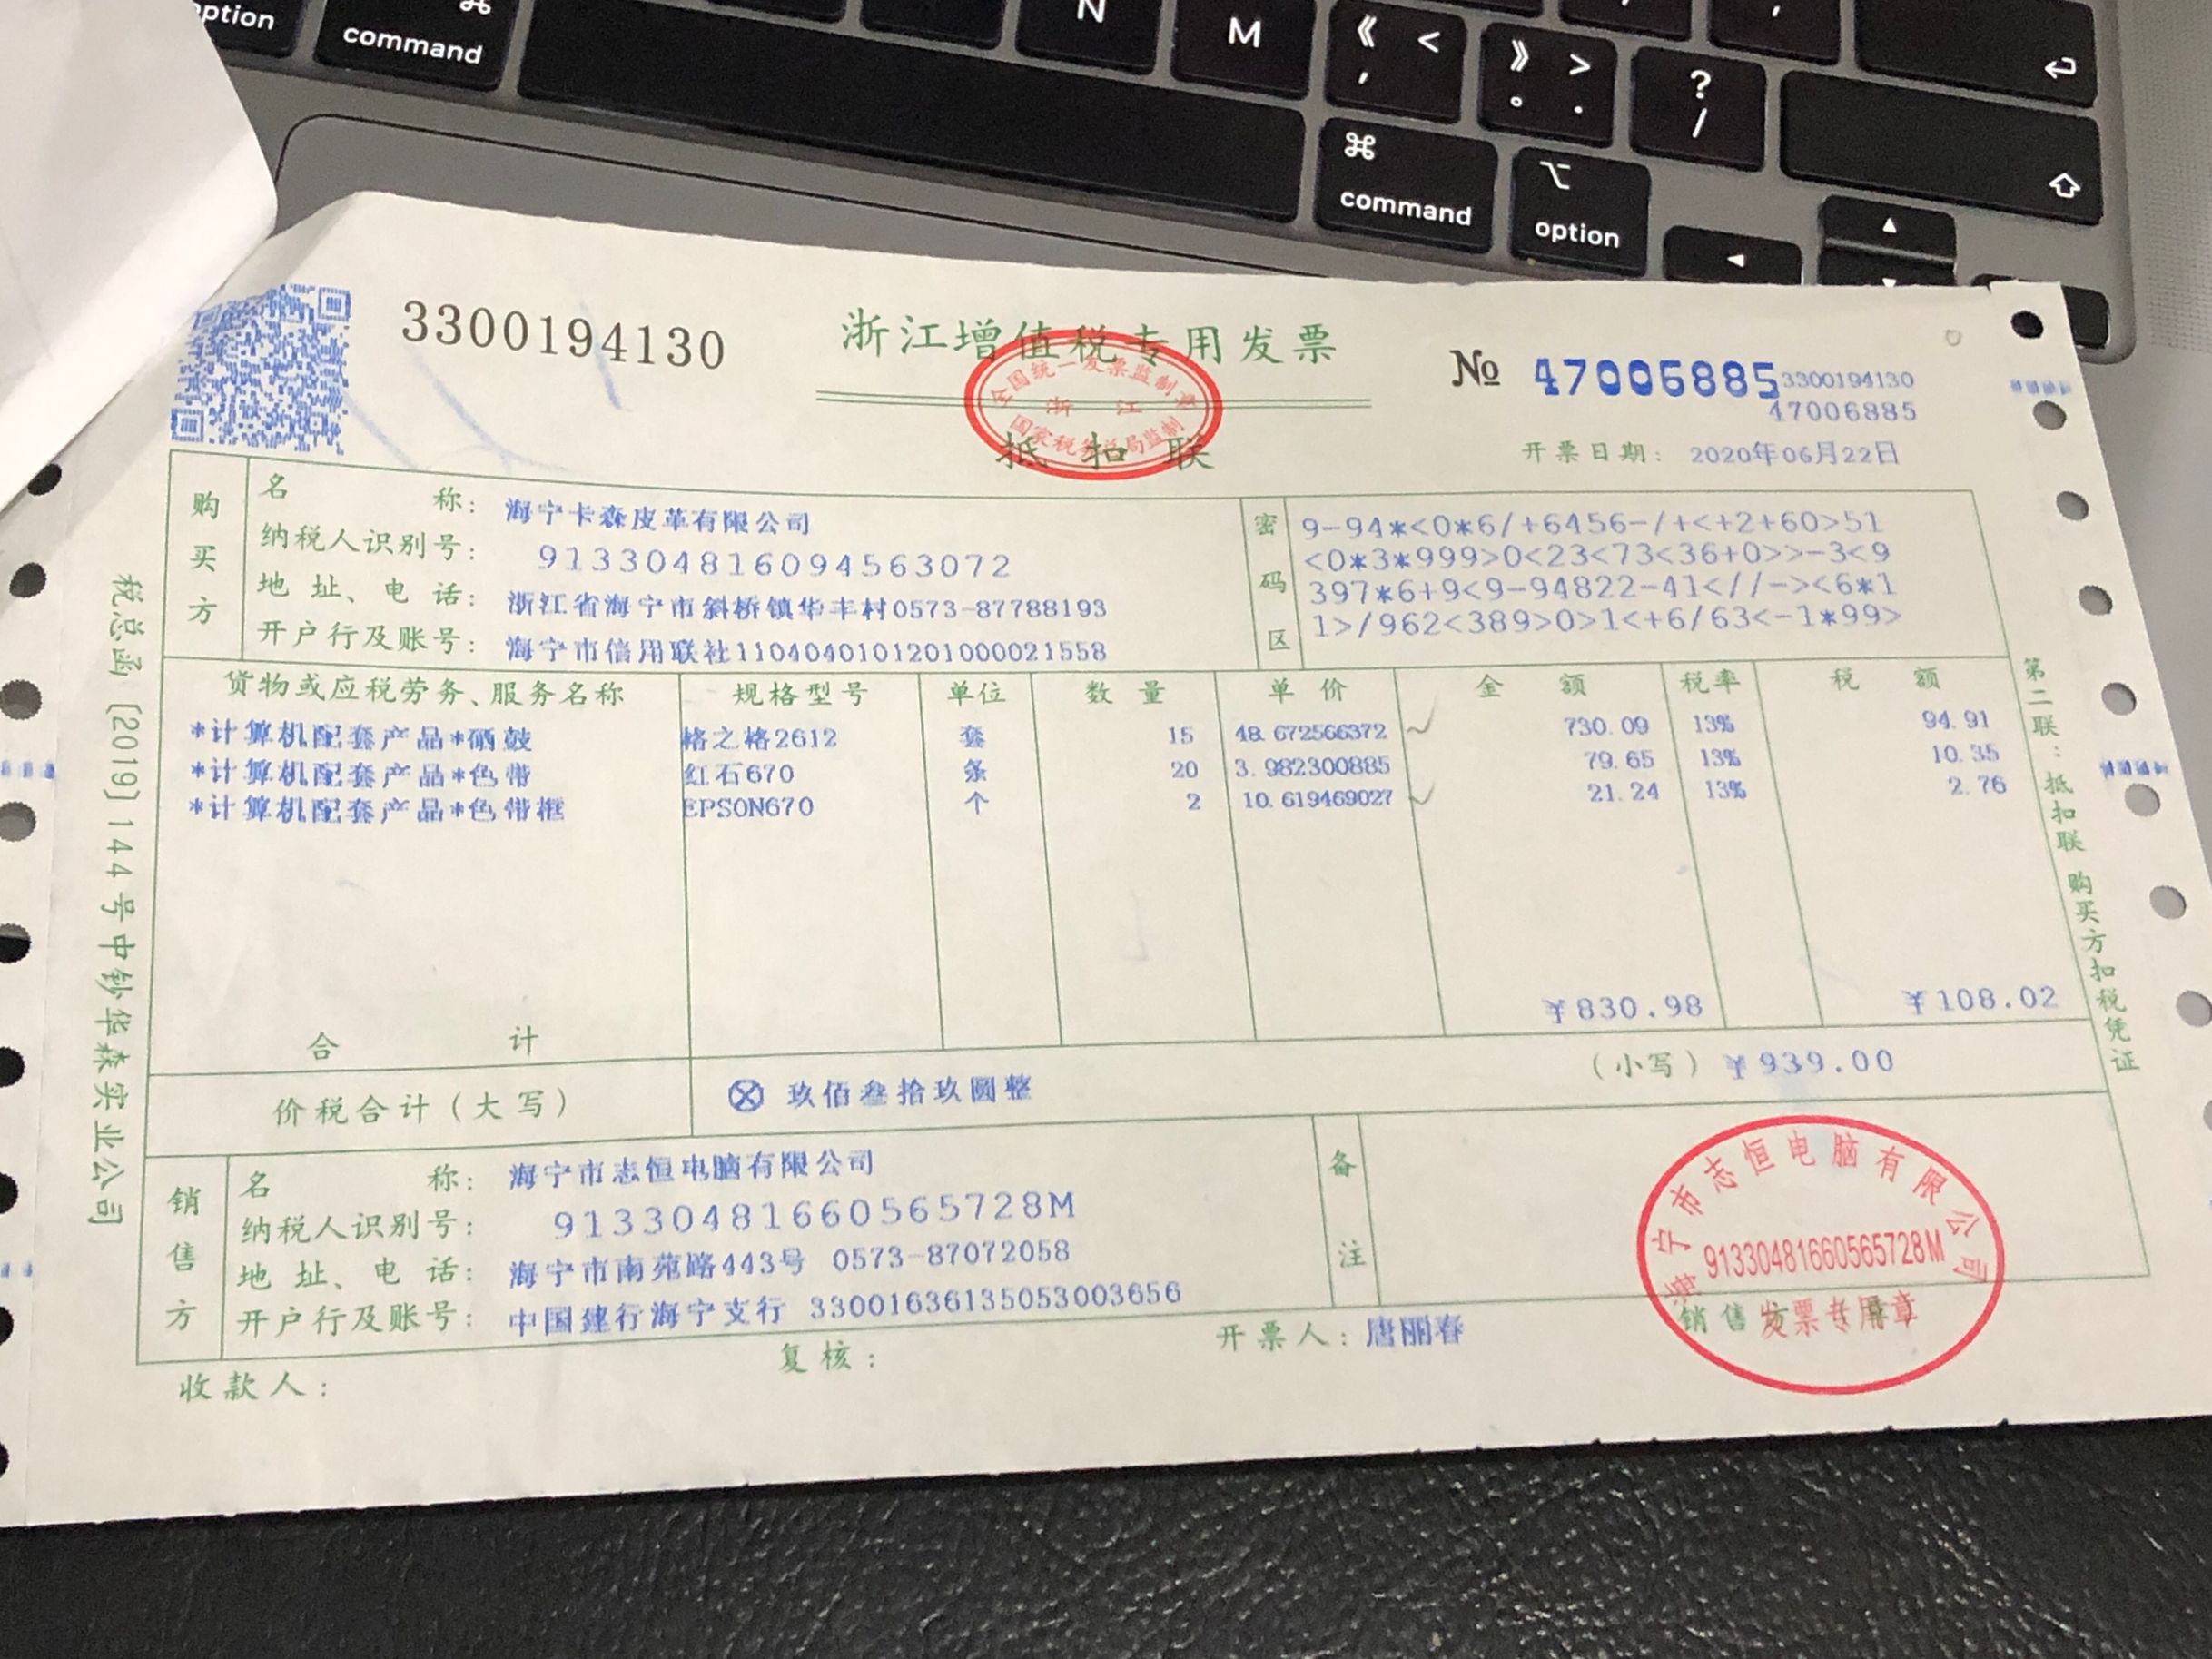 option
command
N
M
《 <
,
》 >
。 .
?
/
command
option
3300194130
浙江增值税专用发票
全国统一发票监制章
浙 江
国家税务总局监制
抵扣联
№ 47006885
3300194130
47006885
开票日期: 2020年06月22日
购买方
名 称: 海宁卡森皮革有限公司
纳税人识别号: 913304816094563072
地 址、电 话: 浙江省海宁市斜桥镇华丰村0573-87788193
开户行及账号: 海宁市信用联社1104040101201000021558
密码区
9-94*<0*6/+6456-/+<+2+60>51
<0*3*999>0<23<73<36+0>>-3<9
397*6+9<9-94822-41<//-><6*1
1>/962<389>0>1<+6/63<-1*99>
货物或应税劳务、服务名称 规格型号 单位 数 量 单 价 金 额 税率 税 额
*计算机配套产品*硒鼓 格之格2612 套 15 48.672566372 730.09 13% 94.91
*计算机配套产品*色带 红石670 条 20 3.982300885 79.65 13% 10.35
*计算机配套产品*色带框 EPSON670 个 2 10.619469027 21.24 13% 2.76
合 计 ¥830.98 ¥108.02
价税合计(大写) ⊗ 玖佰叁拾玖圆整 (小写) ¥939.00
销售方
名 称: 海宁市志恒电脑有限公司
纳税人识别号: 91330481660565728M
地 址、电 话: 海宁市南苑路443号 0573-87072058
开户行及账号: 中国建行海宁支行 33001636135053003656
备注
海宁市志恒电脑有限公司
91330481660565728M
发票专用章
收款人:
复核:
开票人: 唐丽春
税总函[2019]144号中钞华森实业公司
第二联:抵扣联 购买方扣税凭证